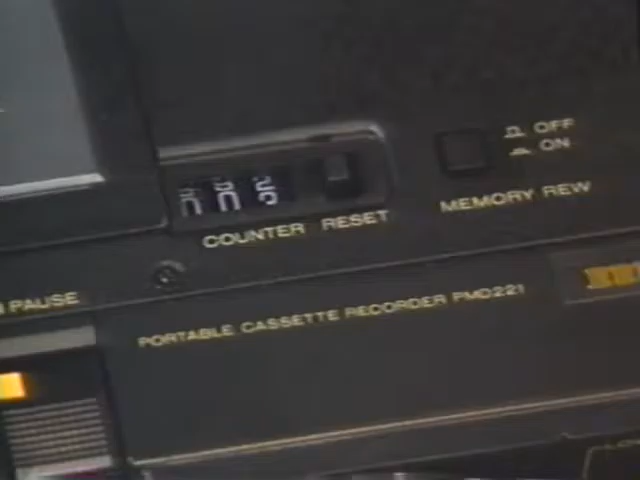 OFF
ON
COUNTER RESET
MEMORY REW
PAUSE
PORTABLE CASSETTE RECORDER PMD221